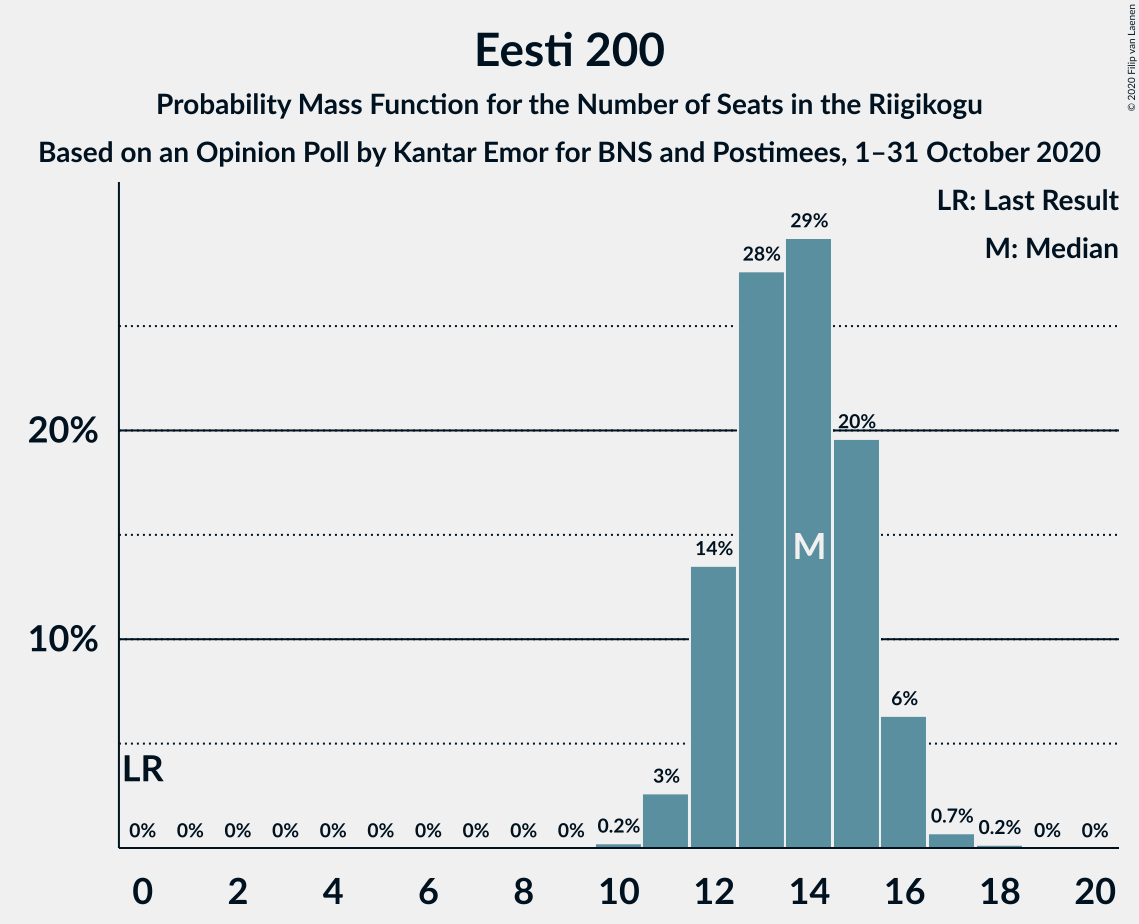 Eesti 200
Probability Mass Function for the Number of Seats in the Riigikogu
Based on an Opinion Poll by Kantar Emor for BNS and Postimees, 1–31 October 2020
© 2020 Filip van Laenen
LR: Last Result
M: Median
29%
28%
20%
20%
14%
M
10%
6%
LR
3%
0% 0% 0% 0% 0% 0% 0% 0% 0% 0% 0.2% 0.7% 0.2% 0% 0%
0 2 4 6 8 10 12 14 16 18 20